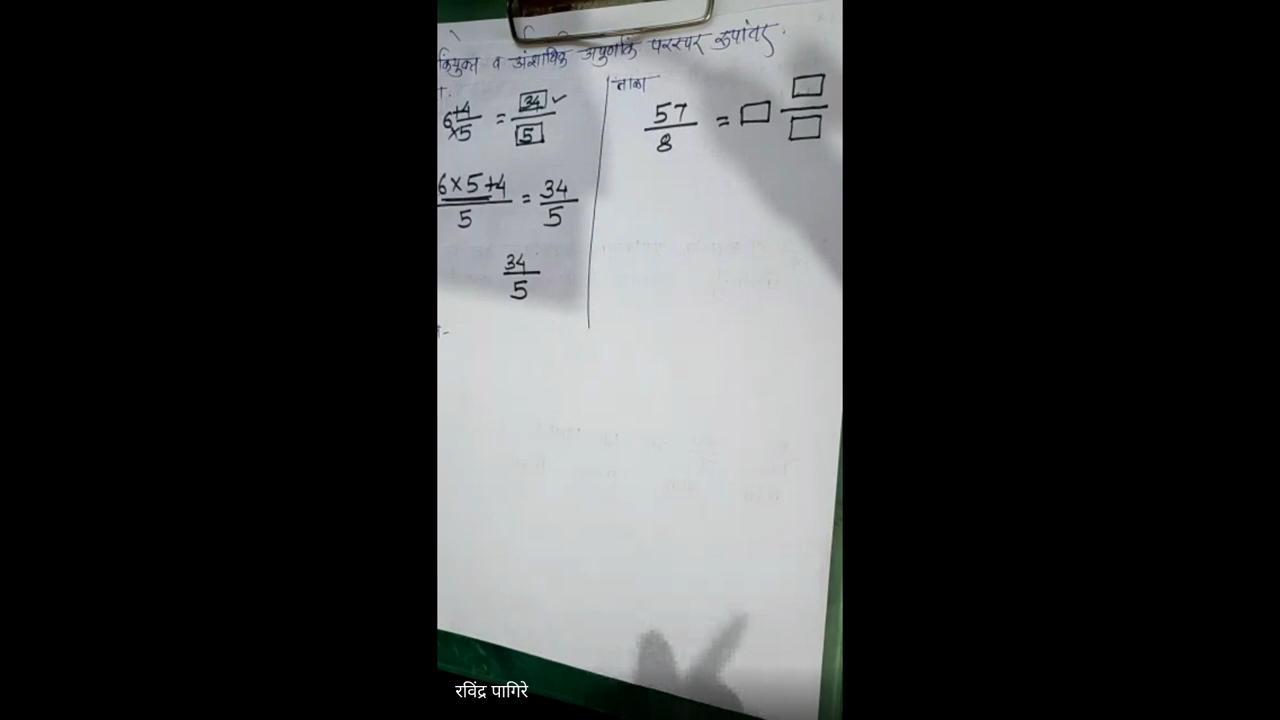 कियुक्त व अंशाधिक अपुर्णांक परस्पर रुपांतर.
नाका
6 +4/×5 = 34/5 ✓
57/8 = □ □/□
6×5+4/5 = 34/5
34/5
रविंद्र पागिरे